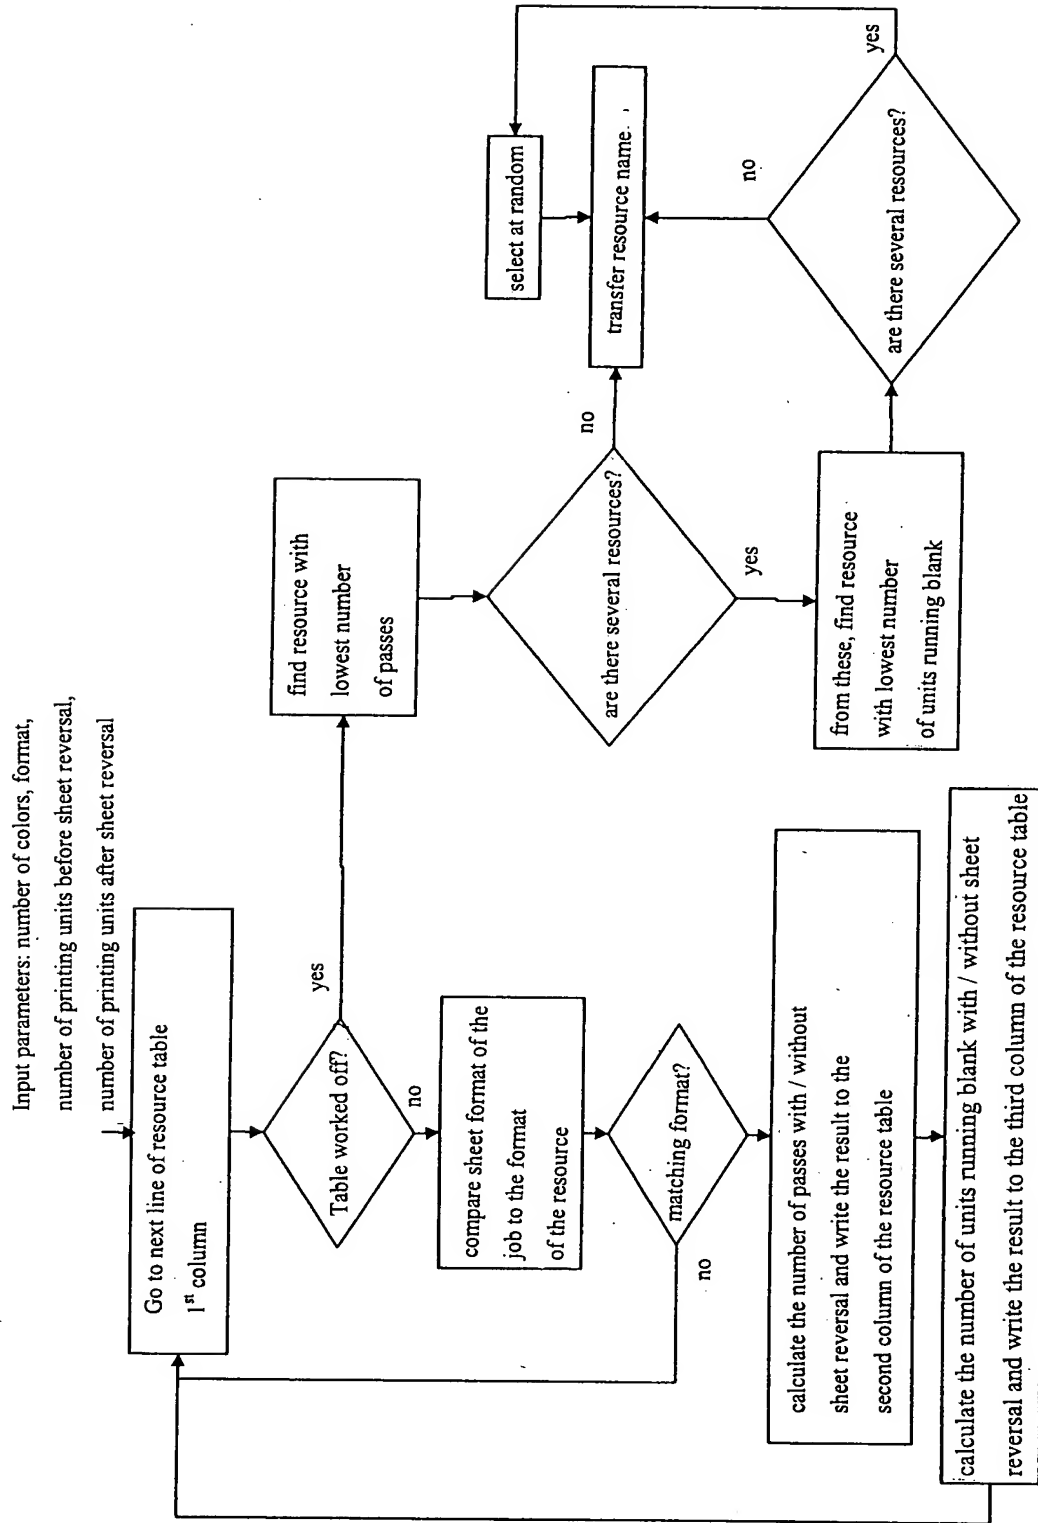 Input parameters: number of colors, format,
number of printing units before sheet reversal,
number of printing units after sheet reversal
Go to next line of resource table
1st column
Table worked off?
yes
no
compare sheet format of the
job to the format
of the resource
matching format?
no
calculate the number of passes with / without
sheet reversal and write the result to the
second column of the resource table
calculate the number of units running blank with / without sheet
reversal and write the result to the third column of the resource table
find resource with
lowest number
of passes
are there several resources?
no
yes
from these, find resource
with lowest number
of units running blank
are there several resources?
no
yes
select at random
transfer resource name.